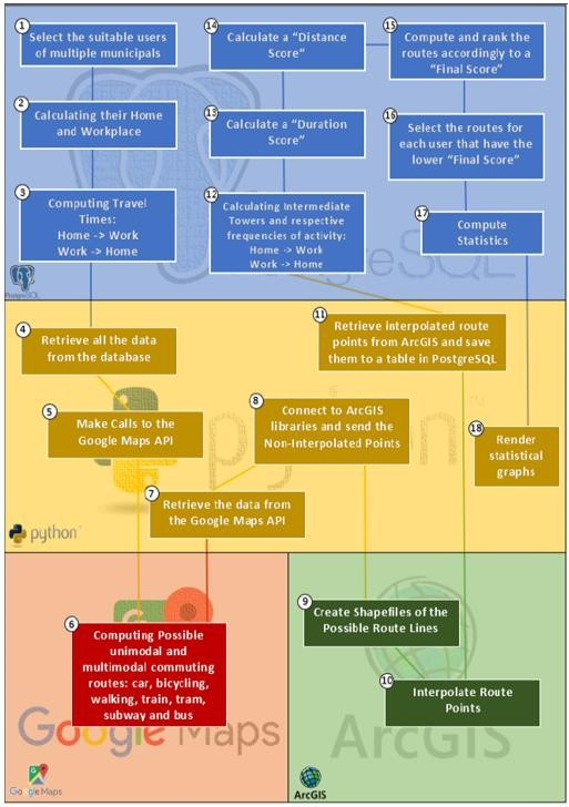 1
Select the suitable users
of multiple municipals
2
Calculating their Home
and Workplace
3
Computing Travel
Times:
Home -> Work
Work -> Home
14
Calculate a "Distance
Score"
13
Calculate a "Duration
Score"
12
Calculating Intermediate
Towers and respective
frequencies of activity:
Home -> Work
Work -> Home
15
Compute and rank the
routes accordingly to a
"Final Score"
16
Select the routes for
each user that have the
lower "Final Score"
17
Compute
Statistics
PostgreSQL
PostgreSQL
4
Retrieve all the data
from the database
5
Make Calls to the
Google Maps API
11
Retrieve interpolated route
points from ArcGIS and save
them to a table in PostgreSQL
8
Connect to ArcGIS
libraries and send the
Non-Interpolated Points
7
Retrieve the data from
the Google Maps API
18
Render
statistical
graphs
python
python
6
Computing Possible
unimodal and
multimodal commuting
routes: car, bicycling,
walking, train, tram,
subway and bus
Google Maps
Google Maps
9
Create Shapefiles of the
Possible Route Lines
10
Interpolate Route
Points
ArcGIS
ArcGIS